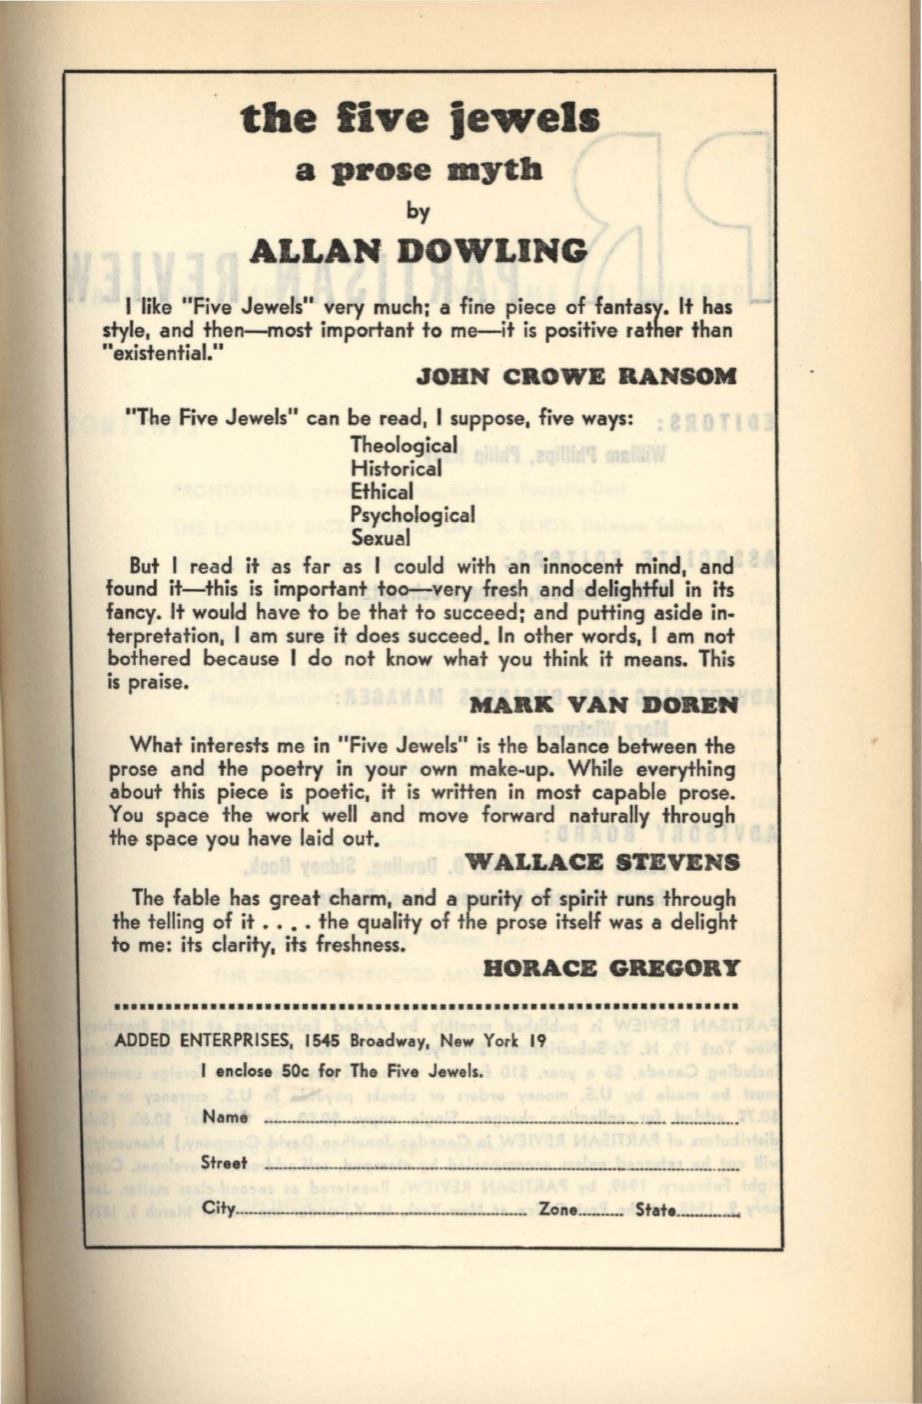 the five jewels
a prose myth
by
ALLAN DOWLING
I like "Five Jewels" very much; a fine piece of fantasy. It has
style, and then—most important to me—it is positive rather than
"existential."
JOHN CROWE RANSOM
"The Five Jewels" can be read, I suppose, five ways:
Theological
Historical
Ethical
Psychological
Sexual
But I read it as far as I could with an innocent mind, and
found it—this is important too—very fresh and delightful in its
fancy. It would have to be that to succeed; and putting aside in-
terpretation, I am sure it does succeed. In other words, I am not
bothered because I do not know what you think it means. This
is praise.
MARK VAN DOREN
What interests me in "Five Jewels" is the balance between the
prose and the poetry in your own make-up. While everything
about this piece is poetic, it is written in most capable prose.
You space the work well and move forward naturally through
the space you have laid out.
WALLACE STEVENS
The fable has great charm, and a purity of spirit runs through
the telling of it . . . . the quality of the prose itself was a delight
to me: its clarity, its freshness.
HORACE GREGORY
ADDED ENTERPRISES, 1545 Broadway, New York 19
I enclose 50c for The Five Jewels.
Name
Street
City Zone State